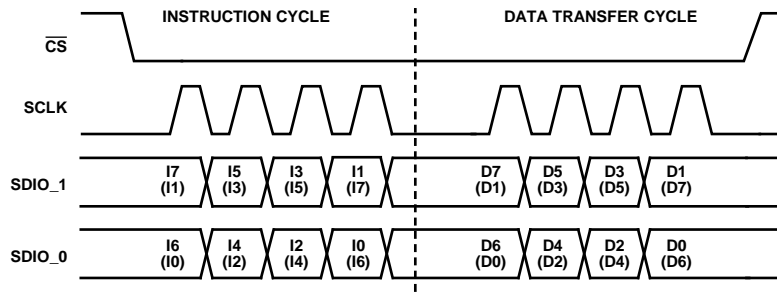 INSTRUCTION CYCLE DATA TRANSFER CYCLE
CS
SCLK
I7 I5 I3 I1 D7 D5 D3 D1
SDIO_1
(I1) (I3) (I5) (I7) (D1) (D3) (D5) (D7)
I6 I4 I2 I0 D6 D4 D2 D0
SDIO_0
(I0) (I2) (I4) (I6) (D0) (D2) (D4) (D6)